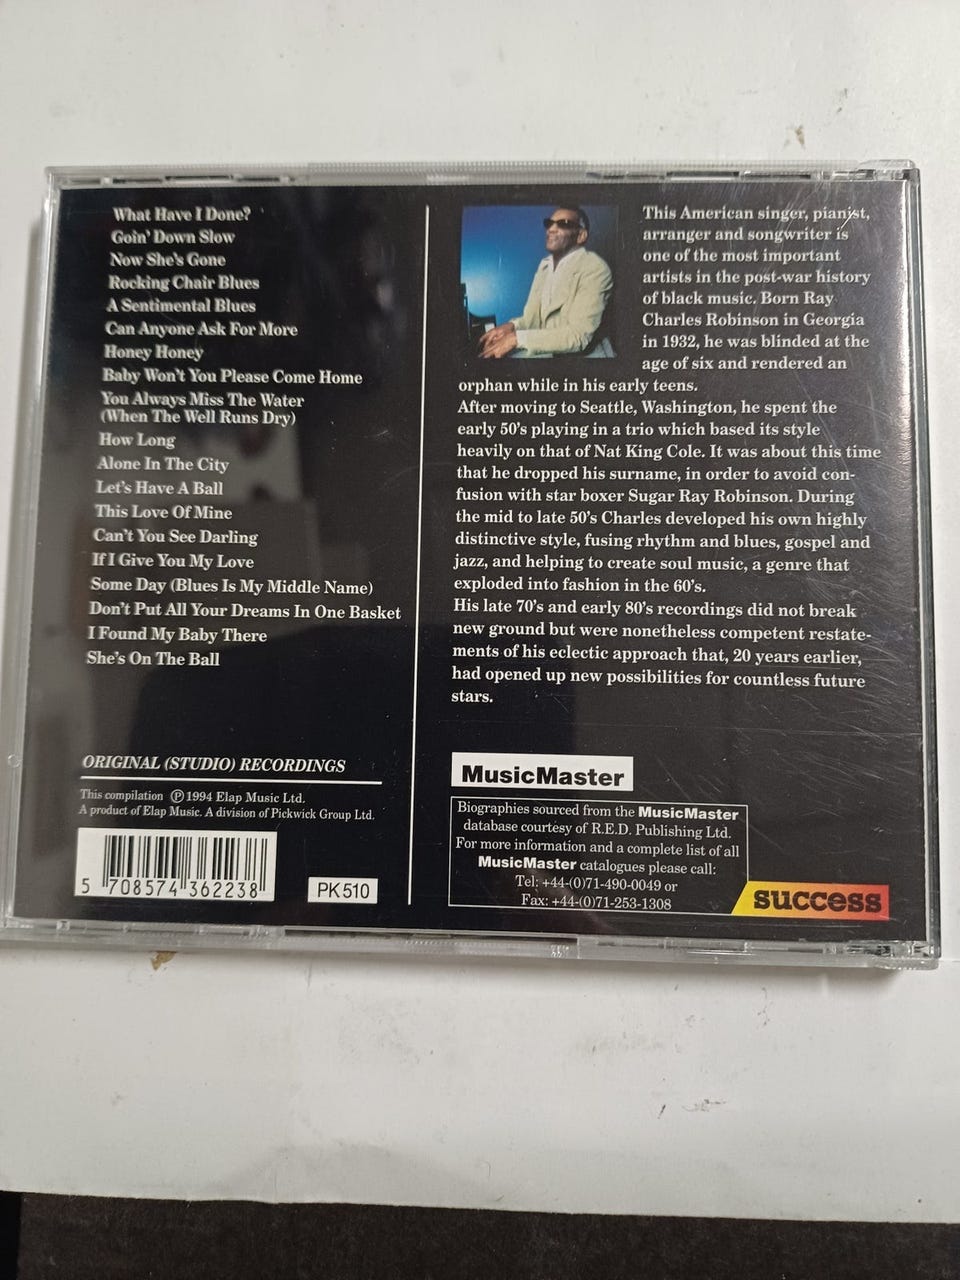 What Have I Done?
Goin' Down Slow
Now She's Gone
Rocking Chair Blues
A Sentimental Blues
Can Anyone Ask For More
Honey Honey
Baby Won't You Please Come Home
You Always Miss The Water
(When The Well Runs Dry)
How Long
Alone In The City
Let's Have A Ball
This Love Of Mine
Can't You See Darling
If I Give You My Love
Some Day (Blues Is My Middle Name)
Don't Put All Your Dreams In One Basket
I Found My Baby There
She's On The Ball
ORIGINAL (STUDIO) RECORDINGS
This compilation Ⓟ 1994 Elap Music Ltd.
A product of Elap Music. A division of Pickwick Group Ltd.
5 708574 362238
PK 510
This American singer, pianist,
arranger and songwriter is
one of the most important
artists in the post-war history
of black music. Born Ray
Charles Robinson in Georgia
in 1932, he was blinded at the
age of six and rendered an
orphan while in his early teens.
After moving to Seattle, Washington, he spent the
early 50's playing in a trio which based its style
heavily on that of Nat King Cole. It was about this time
that he dropped his surname, in order to avoid con-
fusion with star boxer Sugar Ray Robinson. During
the mid to late 50's Charles developed his own highly
distinctive style, fusing rhythm and blues, gospel and
jazz, and helping to create soul music, a genre that
exploded into fashion in the 60's.
His late 70's and early 80's recordings did not break
new ground but were nonetheless competent restate-
ments of his eclectic approach that, 20 years earlier,
had opened up new possibilities for countless future
stars.
MusicMaster
Biographies sourced from the MusicMaster
database courtesy of R.E.D. Publishing Ltd.
For more information and a complete list of all
MusicMaster catalogues please call:
Tel: +44-(0)71-490-0049 or
Fax: +44-(0)71-253-1308
success